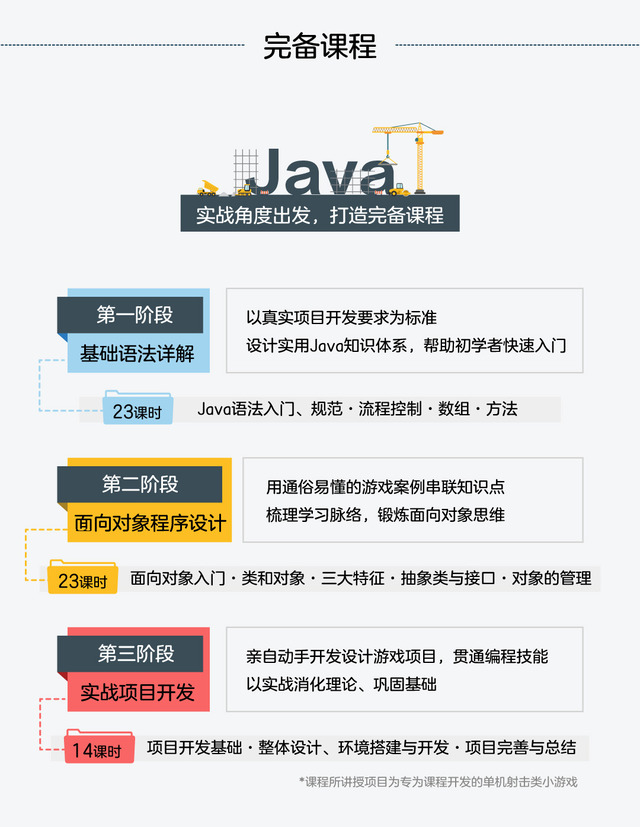 完备课程
Java
实战角度出发，打造完备课程
第一阶段
基础语法详解
以真实项目开发要求为标准
设计实用Java知识体系，帮助初学者快速入门
23课时
Java语法入门、规范·流程控制·数组·方法
第二阶段
面向对象程序设计
用通俗易懂的游戏案例串联知识点
梳理学习脉络，锻炼面向对象思维
23课时
面向对象入门·类和对象·三大特征·抽象类与接口·对象的管理
第三阶段
实战项目开发
亲自动手开发设计游戏项目，贯通编程技能
以实战消化理论、巩固基础
14课时
项目开发基础·整体设计、环境搭建与开发·项目完善与总结
*课程所讲授项目为专为课程开发的单机射击类小游戏